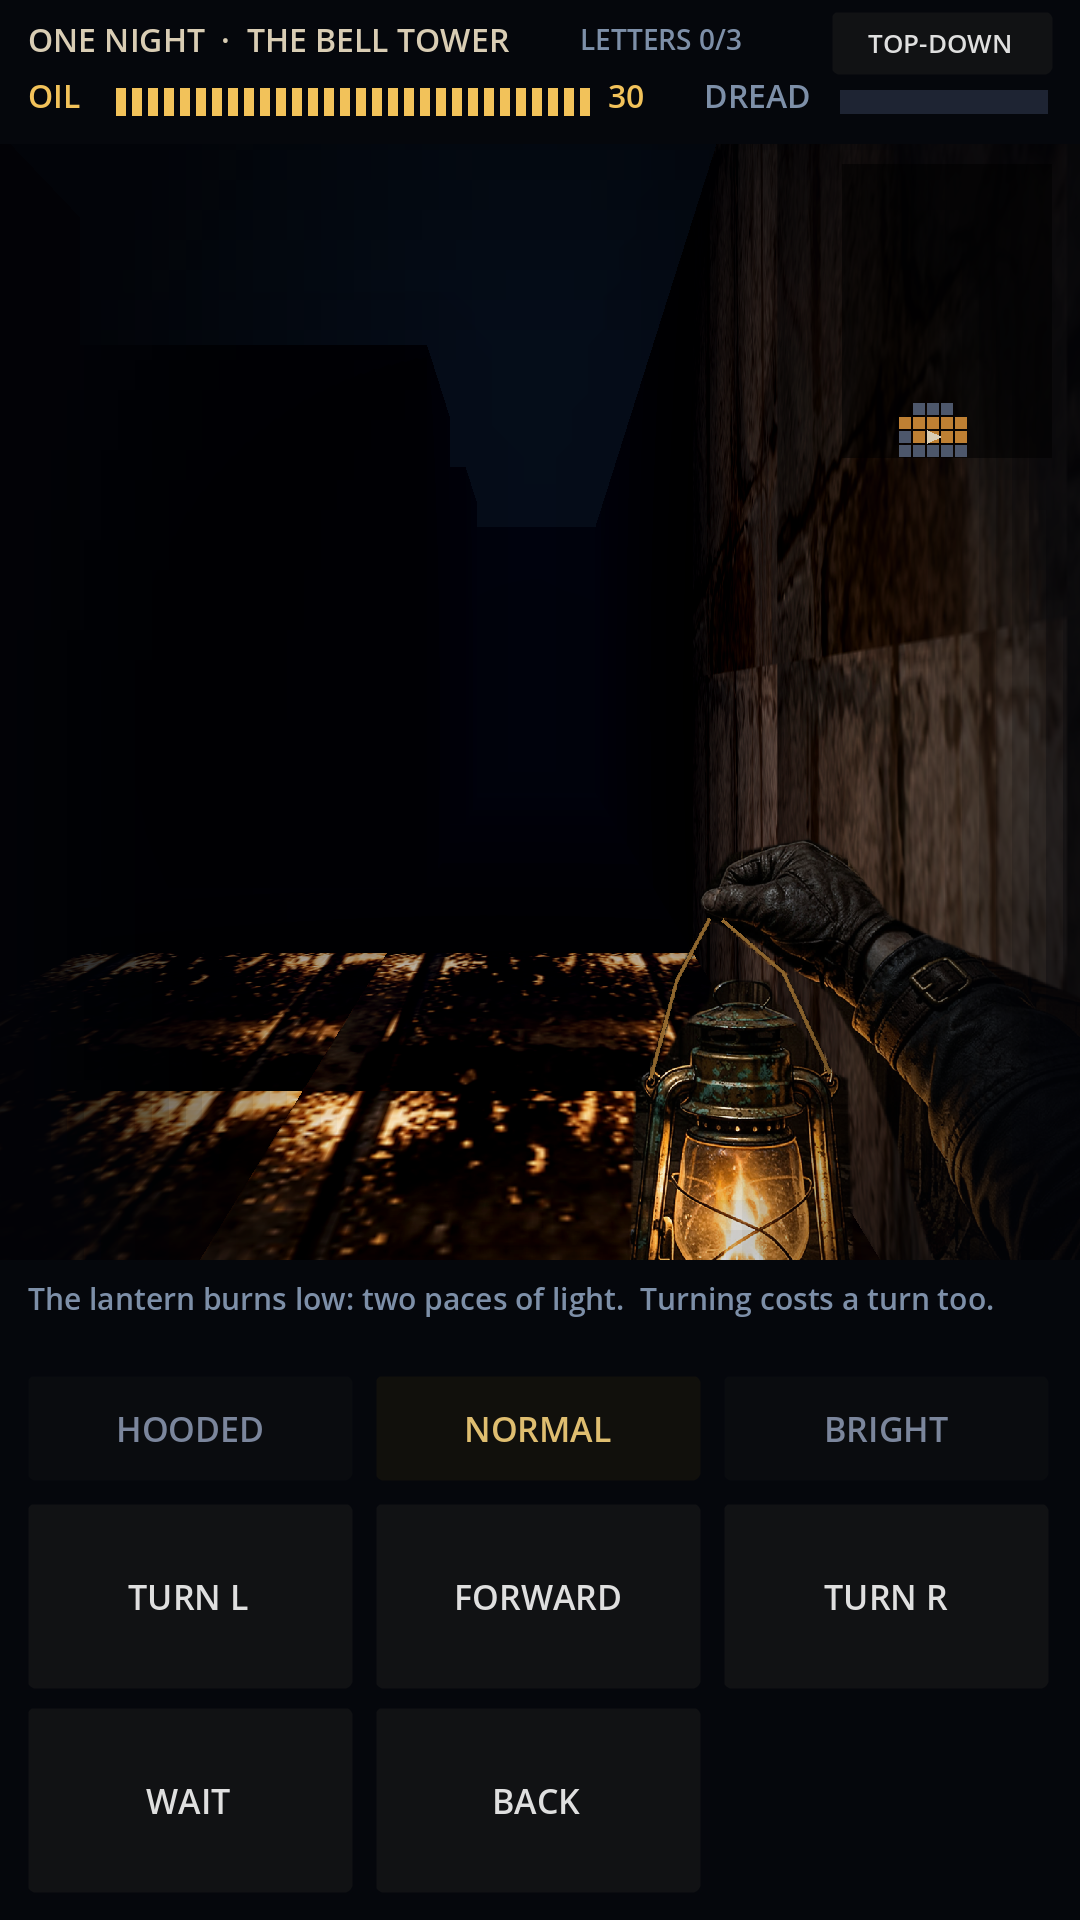 ONE NIGHT · THE BELL TOWER
LETTERS 0/3
TOP-DOWN
OIL
30
DREAD
The lantern burns low: two paces of light. Turning costs a turn too.
HOODED
NORMAL
BRIGHT
TURN L
FORWARD
TURN R
WAIT
BACK